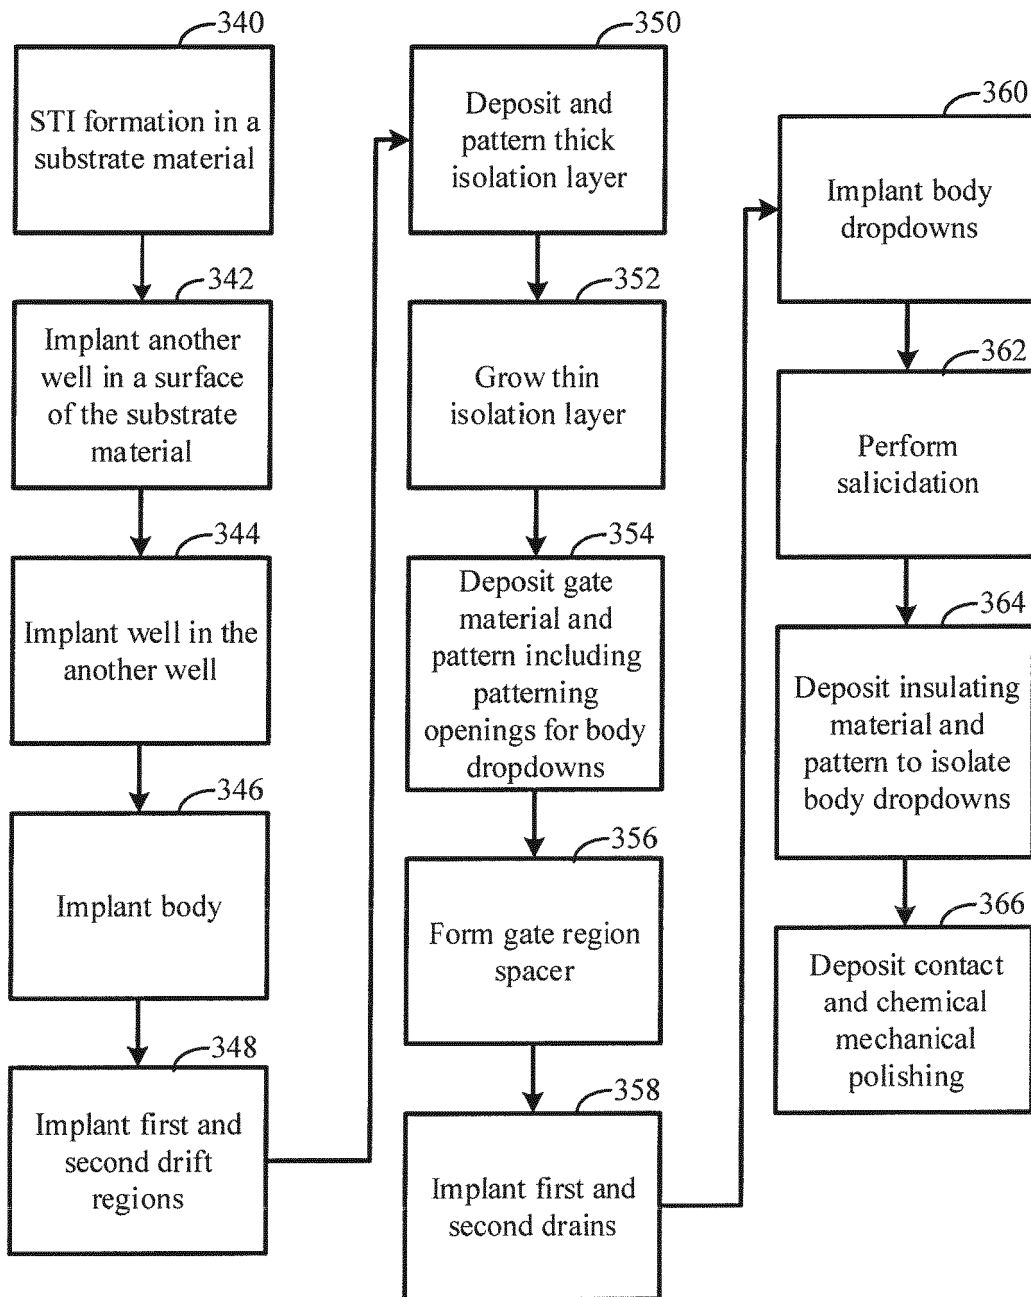 340
STI formation in a
substrate material
342
Implant another
well in a surface
of the substrate
material
344
Implant well in the
another well
346
Implant body
348
Implant first and
second drift
regions
350
Deposit and
pattern thick
isolation layer
352
Grow thin
isolation layer
354
Deposit gate
material and
pattern including
patterning
openings for body
dropdowns
356
Form gate region
spacer
358
Implant first and
second drains
360
Implant body
dropdowns
362
Perform
salicidation
364
Deposit insulating
material and
pattern to isolate
body dropdowns
366
Deposit contact
and chemical
mechanical
polishing